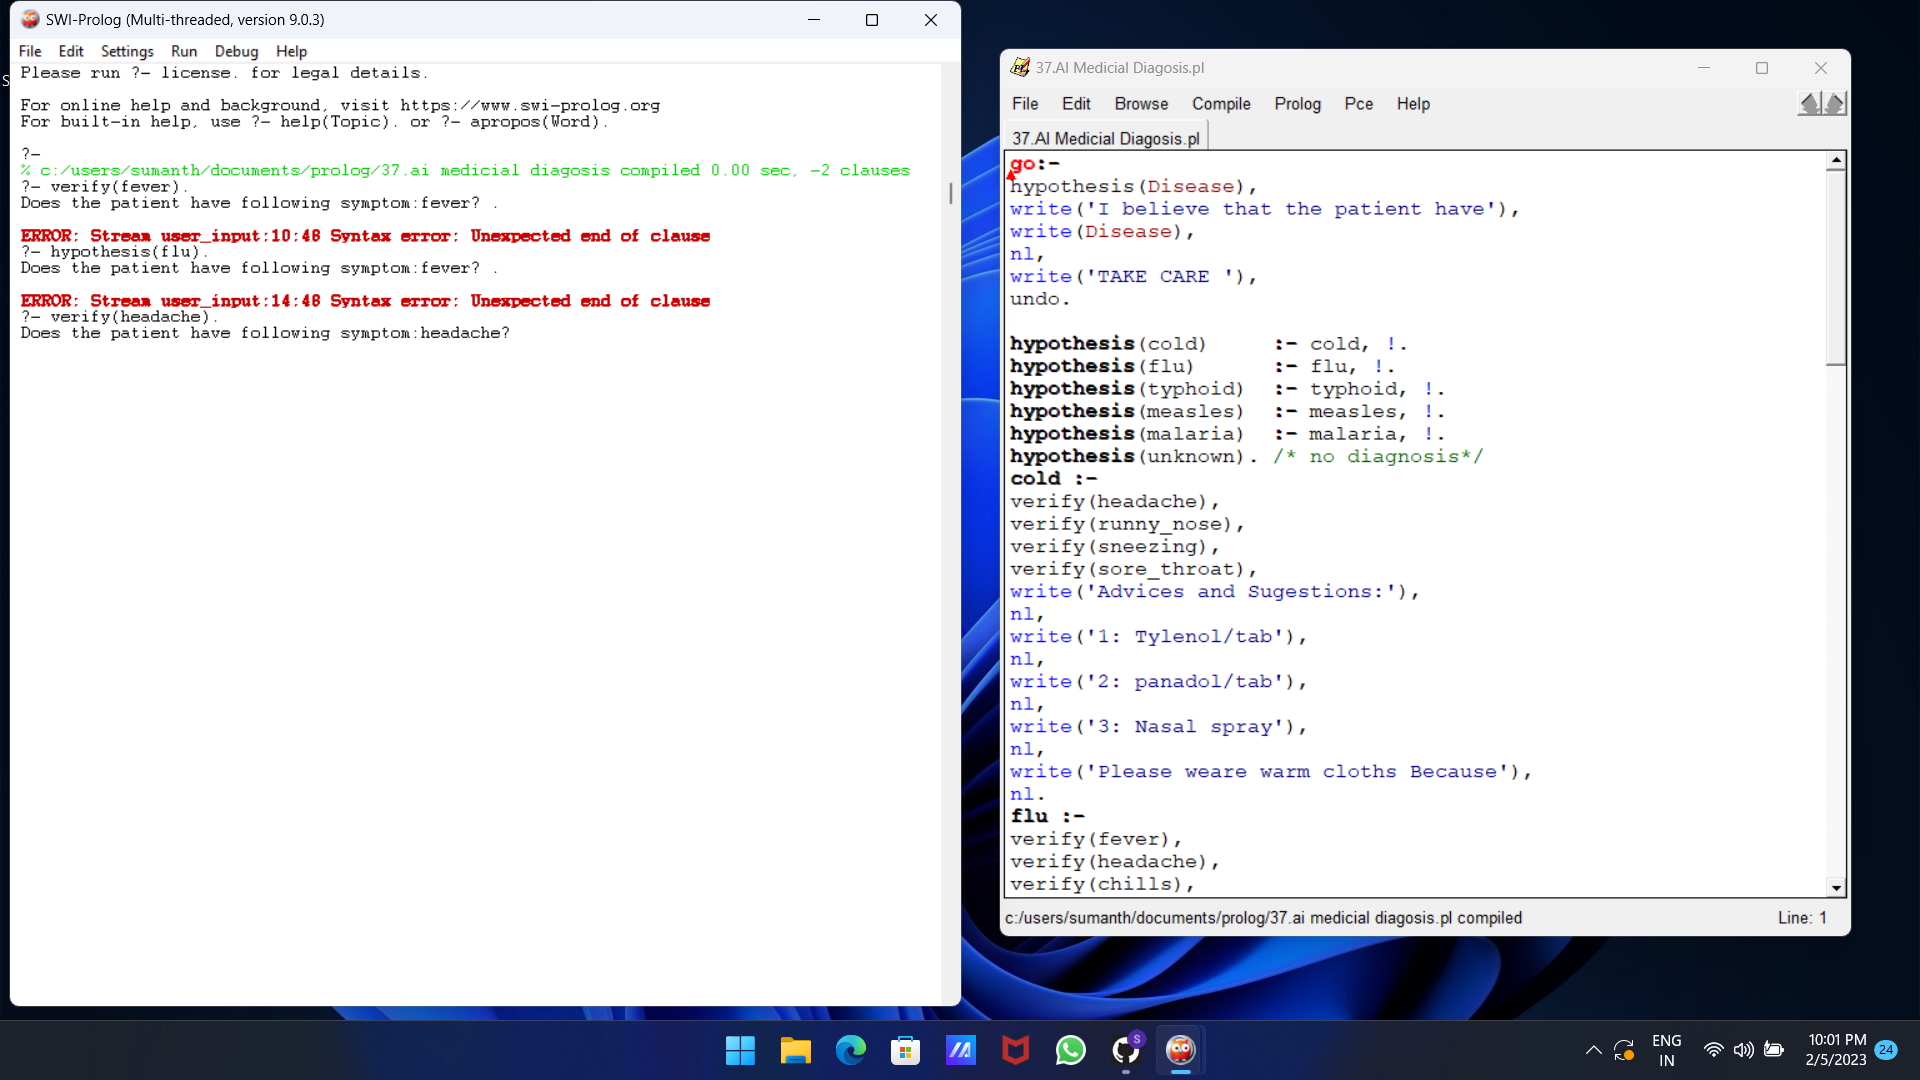 SWI-Prolog (Multi-threaded, version 9.0.3)
File Edit Settings Run Debug Help
Please run ?- license. for legal details.
For online help and background, visit https://www.swi-prolog.org
For built-in help, use ?- help(Topic). or ?- apropos(Word).
?-
% c:/users/sumanth/documents/prolog/37.ai medicial diagosis compiled 0.00 sec, -2 clauses
?- verify(fever).
Does the patient have following symptom:fever? .
ERROR: Stream user_input:10:48 Syntax error: Unexpected end of clause
?- hypothesis(flu).
Does the patient have following symptom:fever? .
ERROR: Stream user_input:14:48 Syntax error: Unexpected end of clause
?- verify(headache).
Does the patient have following symptom:headache?
S
37.AI Medicial Diagosis.pl
File Edit Browse Compile Prolog Pce Help
37.AI Medicial Diagosis.pl
go:-
hypothesis(Disease),
write('I believe that the patient have'),
write(Disease),
nl,
write('TAKE CARE '),
undo.
hypothesis(cold) :- cold, !.
hypothesis(flu) :- flu, !.
hypothesis(typhoid) :- typhoid, !.
hypothesis(measles) :- measles, !.
hypothesis(malaria) :- malaria, !.
hypothesis(unknown). /* no diagnosis*/
cold :-
verify(headache),
verify(runny_nose),
verify(sneezing),
verify(sore_throat),
write('Advices and Sugestions:'),
nl,
write('1: Tylenol/tab'),
nl,
write('2: panadol/tab'),
nl,
write('3: Nasal spray'),
nl,
write('Please weare warm cloths Because'),
nl.
flu :-
verify(fever),
verify(headache),
verify(chills),
c:/users/sumanth/documents/prolog/37.ai medicial diagosis.pl compiled Line: 1
S
ENG
IN
10:01 PM
2/5/2023
24